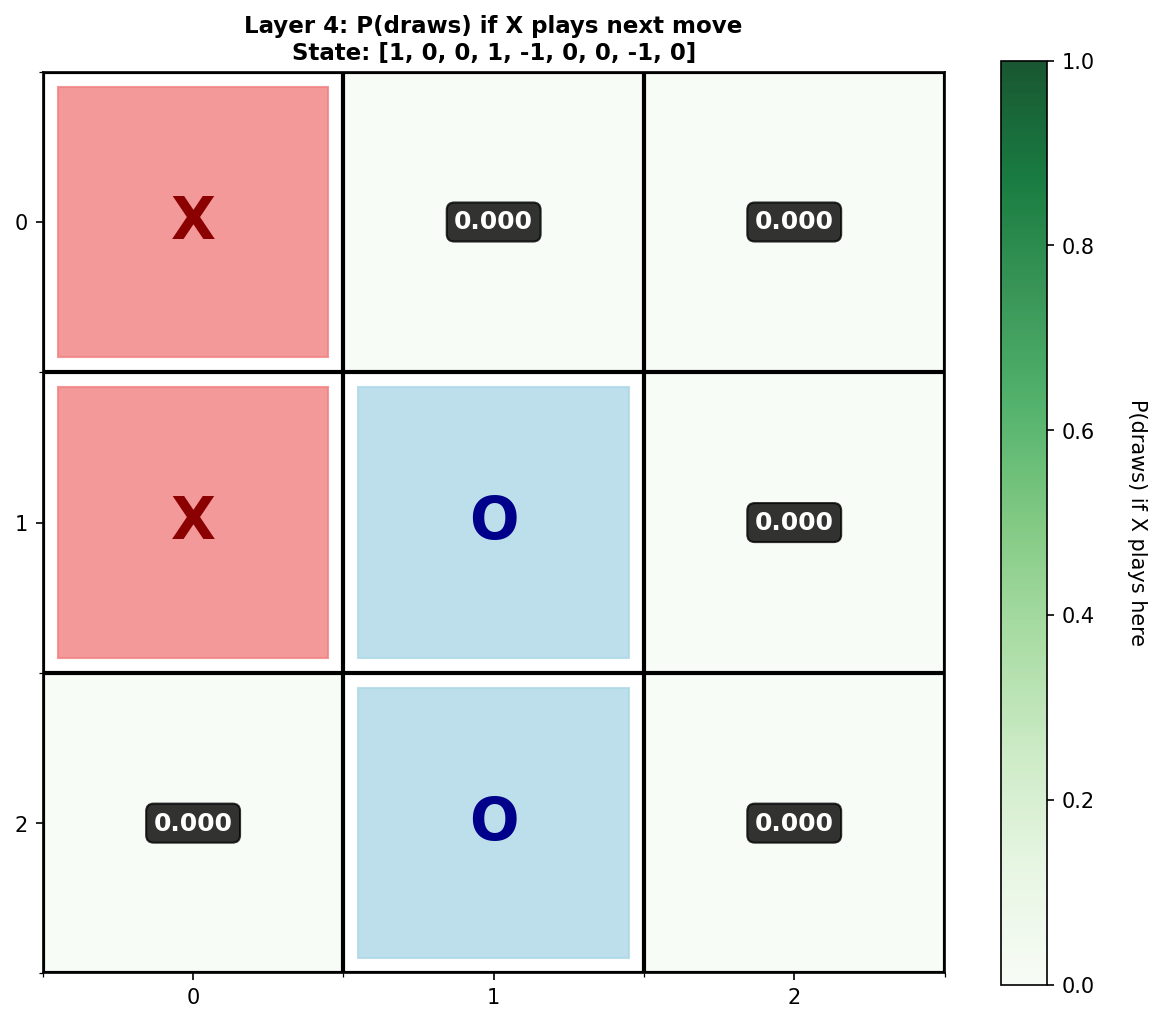 Layer 4: P(draws) if X plays next move
State: [1, 0, 0, 1, -1, 0, 0, -1, 0]
0
X
0.000
0.000
1
X
O
0.000
2
0.000
O
0.000
0
1
2
1.0
0.8
0.6
0.4
0.2
0.0
P(draws) if X plays here